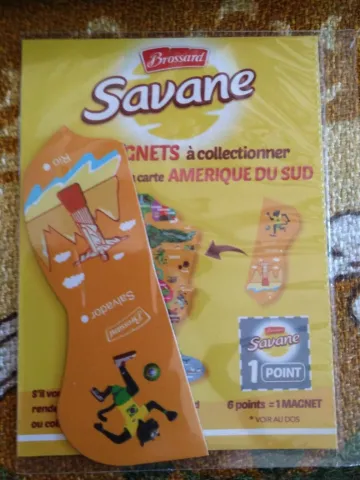 Brossard
Savane
GNETS à collectionner
carte AMERIQUE DU SUD
Rio
Salvador
Brossard
Brossard
Savane
1 POINT
S'il vo
rend
ou co
6 points = 1 MAGNET
* VOIR AU DOS